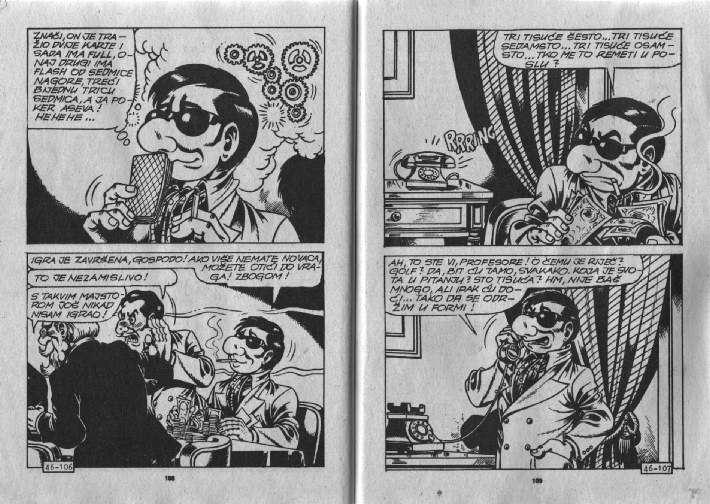 ZNAČI, ON JE TRA-
ŽIO DVIJE KARTE I
SADA IMA FULL, O-
NAJ DRUGI IMA
FLASH OD SEDMICE
NAGORE, TREĆI
BIJEDNU TRICU
SEDMICA, A JA PO-
KER ASEVA!
HEHEHE...
IGRA JE ZAVRŠENA, GOSPODO! AKO VIŠE NEMATE NOVACA,
MOŽETE OTIĆI DO VRA-
GA! ZBOGOM!
TO JE NEZAMISLIVO!
S TAKVIM MAJSTO-
ROM JOŠ NIKAD
NISAM IGRAO!
46-106
108
TRI TISUĆE ŠESTO...TRI TISUĆE
SEDAMSTO...TRI TISUĆE OSAM-
STO...TKO ME TO REMETI U PO-
SLU?
RRRING
AH, TO STE VI, PROFESORE! O ČEMU JE RIJEČ?
GOLF? DA, BIT ĆU TAMO, SVAKAKO. KOJA JE SVO-
TA U PITANJU? STO TISUĆA? HM, NIJE BAŠ
MNOGO, ALI IPAK ĆU DO-
ĆI...TAKO DA SE ODR-
ŽIM U FORMI!
46-107
109